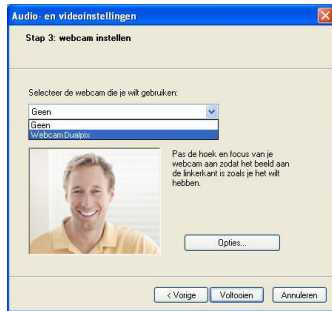 Audio- en videoinstellingen
Stap 3: webcam instellen
Selecteer de webcam die je wilt gebruiken:
Geen
Geen
Webcam Dualpix
Pas de hoek en focus van je
webcam aan zodat het beeld aan
de linkerkant is zoals je het wilt
hebben.
Opties...
< Vorige
Voltooien
Annuleren